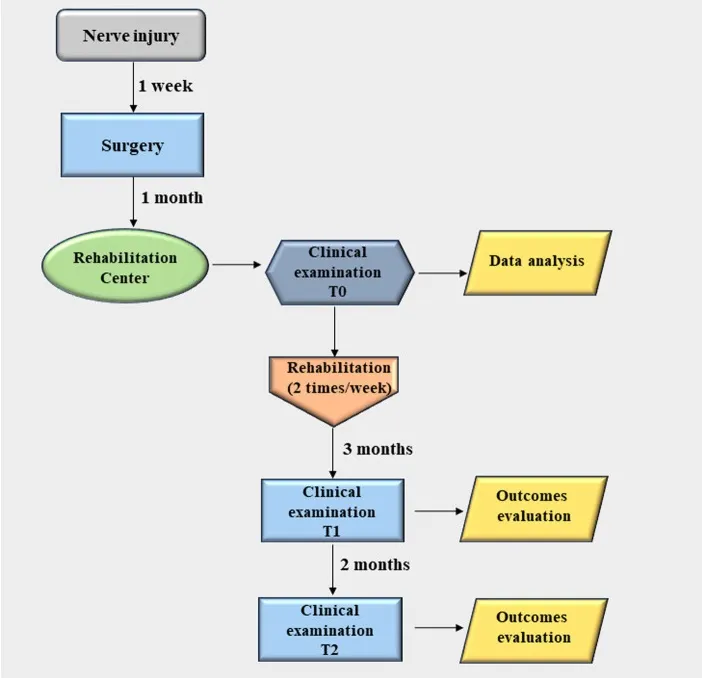 Nerve injury
1 week
Surgery
1 month
Rehabilitation
Center
Clinical
examination
T0
Data analysis
Rehabilitation
(2 times/week)
3 months
Clinical
examination
T1
Outcomes
evaluation
2 months
Clinical
examination
T2
Outcomes
evaluation